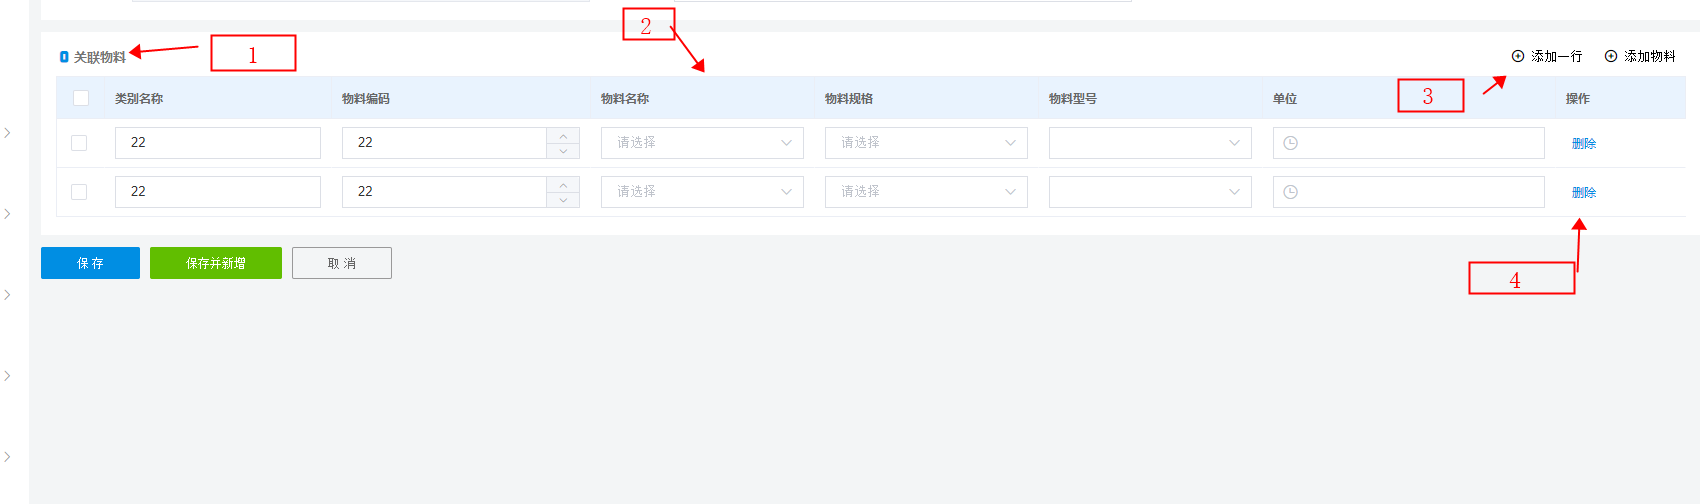 关联物料
1
2
添加一行 添加物料
类别名称 物料编码 物料名称 物料规格 物料型号 单位 3 操作
22 22 请选择 请选择 删除
22 22 请选择 请选择 删除
保存 保存并新增 取消
4